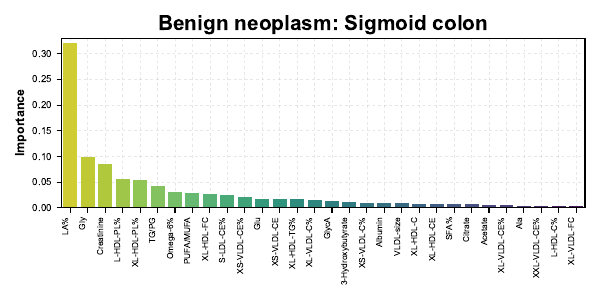 Benign neoplasm: Sigmoid colon
Importance
0.30
0.25
0.20
0.15
0.10
0.05
0.00
LA%
Gly
Creatinine
L-HDL-PL%
XL-HDL-PL%
TG/PG
Omega-6%
PUFA/MUFA
XL-HDL-FC
S-LDL-CE%
XS-VLDL-CE%
Glu
XS-VLDL-CE
XL-HDL-TG%
XL-VLDL-C%
GlycA
3-Hydroxybutyrate
XS-VLDL-C%
Albumin
VLDL-size
XL-HDL-C
XL-HDL-CE
SFA%
Citrate
Acetate
XL-VLDL-CE%
Ala
XXL-VLDL-CE%
L-HDL-C%
XL-VLDL-FC